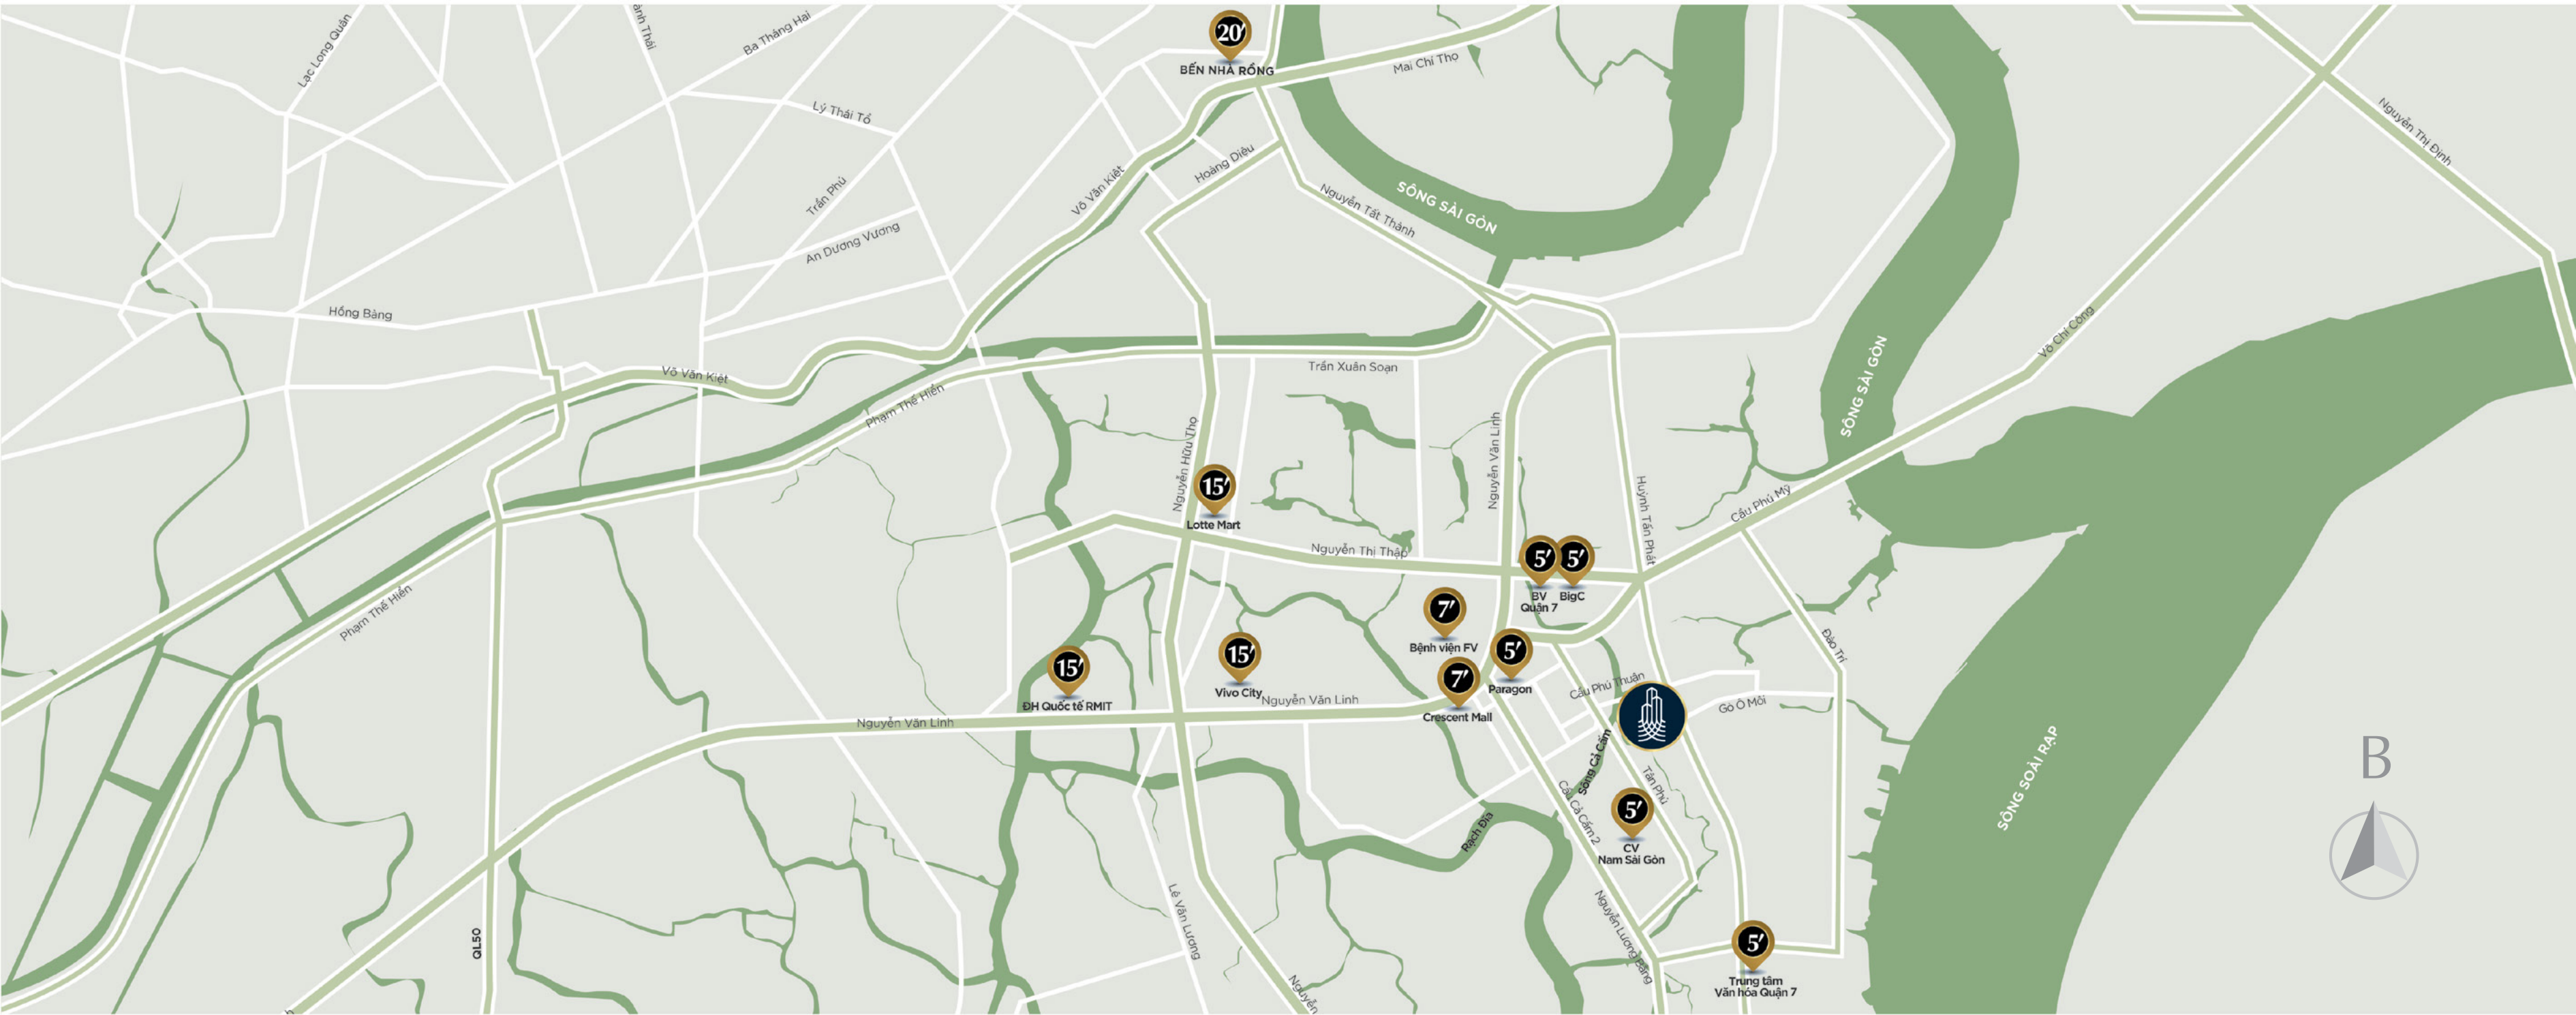 Lạc Long Quân
ành Thái
Ba Tháng Hai
20'
BẾN NHÀ RỒNG
Mai Chí Thọ
Lý Thái Tổ
Nguyễn Thị Định
Trần Phú
Võ Văn Kiệt
Hoàng Diệu
Nguyễn Tất Thành
SÔNG SÀI GÒN
An Dương Vương
Hồng Bàng
Võ Chí Công
Võ Văn Kiệt
Trần Xuân Soạn
SÔNG SÀI GÒN
Phạm Thế Hiển
Nguyễn Hữu Thọ
Nguyễn Văn Linh
15'
Lotte Mart
Huỳnh Tấn Phát
Cầu Phú Mỹ
Nguyễn Thị Thập
5'
5'
BV
Quận 7
BigC
Phạm Thế Hiển
7'
Bệnh viện FV
Đào Trí
15'
ĐH Quốc tế RMIT
15'
Vivo City
5'
Paragon
7'
Crescent Mall
Cầu Phú Thuận
Gò Ô Môi
Nguyễn Văn Linh
Nguyễn Văn Linh
Sông Cả Cấm
Tân Phú
SÔNG SOÀI RẠP
B
Cầu Cả Cấm 2
5'
CV
Nam Sài Gòn
Rạch Đĩa
QL50
Lê Văn Lương
Nguyễn Lương Bằng
5'
Trung tâm
Văn hóa Quận 7
Nguyễn
h